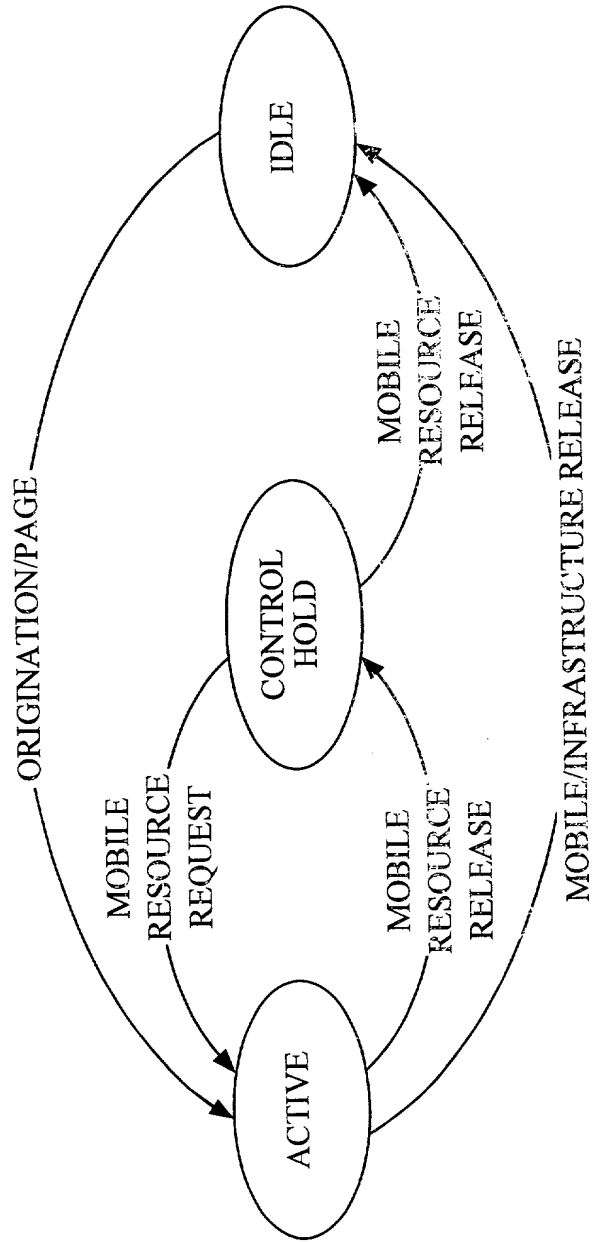 ORIGINATION/PAGE
MOBILE
RESOURCE
REQUEST
ACTIVE
CONTROL
HOLD
IDLE
MOBILE
RESOURCE
RELEASE
MOBILE
RESOURCE
RELEASE
MOBILE/INFRASTRUCTURE RELEASE